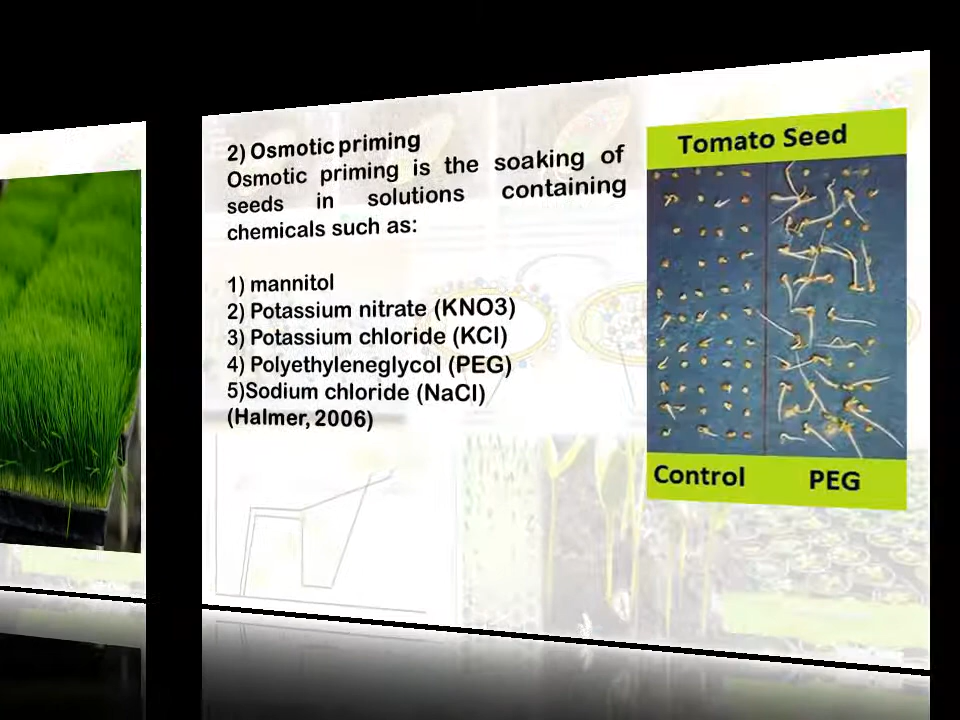 2) Osmotic priming
Osmotic priming is the soaking of
seeds in solutions containing
chemicals such as:
1) mannitol
2) Potassium nitrate (KNO3)
3) Potassium chloride (KCl)
4) Polyethyleneglycol (PEG)
5)Sodium chloride (NaCl)
(Halmer, 2006)
Tomato Seed
Control PEG